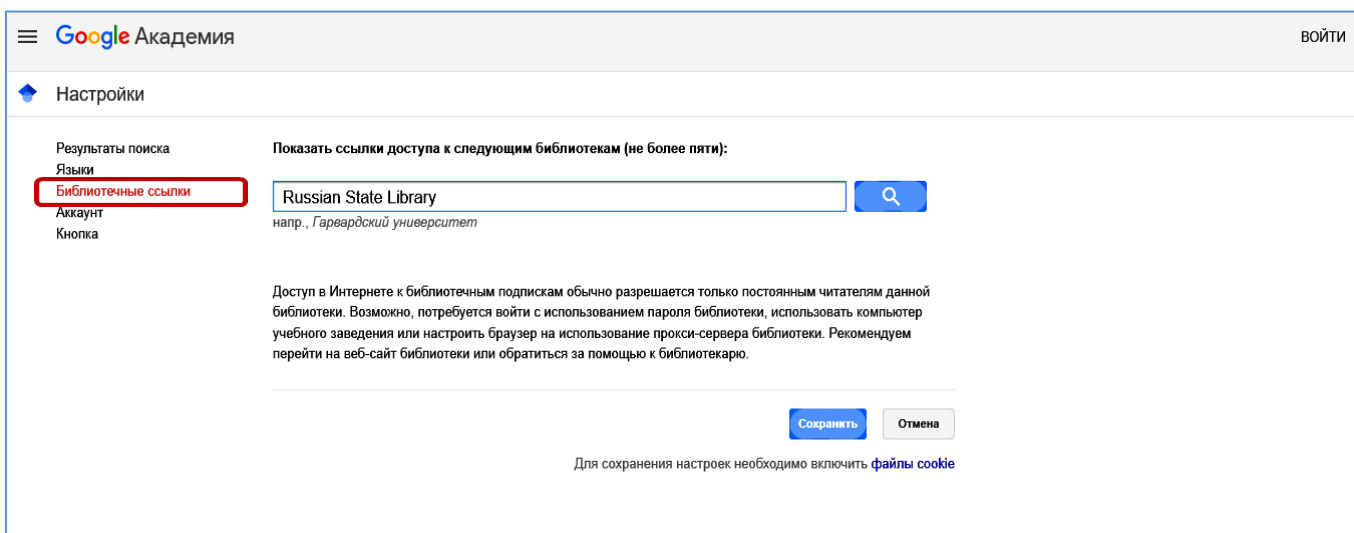 Google Академия
ВОЙТИ
Настройки
Результаты поиска
Языки
Библиотечные ссылки
Аккаунт
Кнопка
Показать ссылки доступа к следующим библиотекам (не более пяти):
Russian State Library
напр., Гарвардский университет
Доступ в Интернете к библиотечным подпискам обычно разрешается только постоянным читателям данной
библиотеки. Возможно, потребуется войти с использованием пароля библиотеки, использовать компьютер
учебного заведения или настроить браузер на использование прокси-сервера библиотеки. Рекомендуем
перейти на веб-сайт библиотеки или обратиться за помощью к библиотекарю.
Сохранить
Отмена
Для сохранения настроек необходимо включить файлы cookie